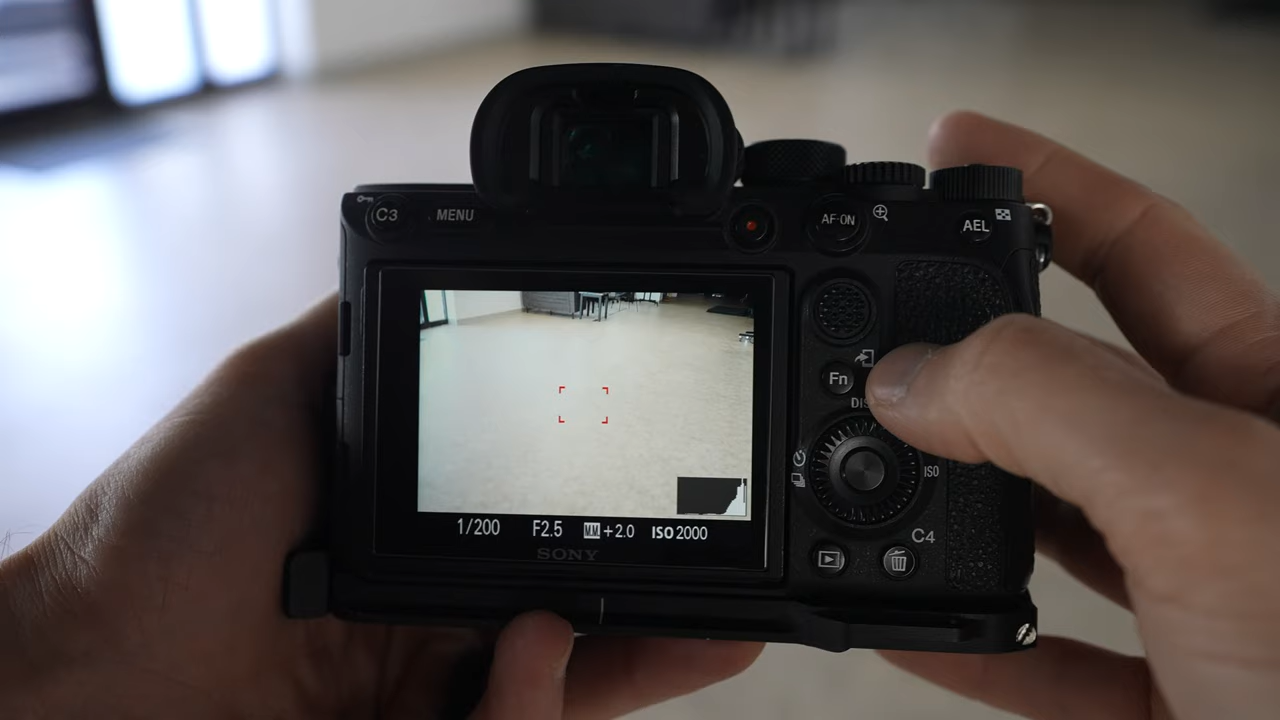 C3 MENU AF-ON AEL
Fn
ISO
C4
1/200 F2.5 M.M. +2.0 ISO 2000
SONY